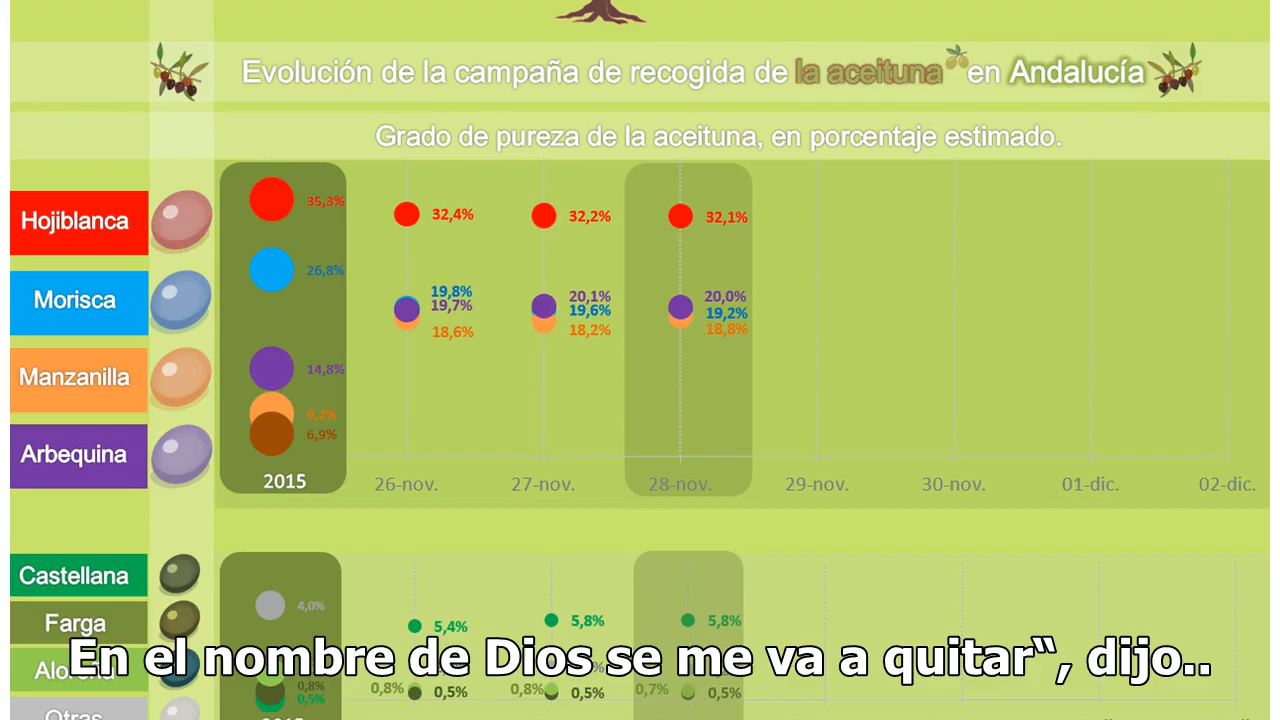 Evolución de la campaña de recogida de la aceituna en Andalucía
Grado de pureza de la aceituna, en porcentaje estimado.
Hojiblanca
35,3%
32,4%
32,2%
32,1%
Morisca
26,8%
19,8%
20,1%
20,0%
19,7%
19,6%
19,2%
18,6%
18,2%
18,8%
Manzanilla
14,8%
9,2%
6,9%
Arbequina
2015
26-nov.
27-nov.
28-nov.
29-nov.
30-nov.
01-dic.
02-dic.
Castellana
4,0%
5,4%
5,8%
5,8%
Farga
En el nombre de Dios se me va a quitar“, dijo..
0,8%
0,8%
0,8%
0,7%
0,5%
0,5%
0,5%
0,5%
Otras
2015